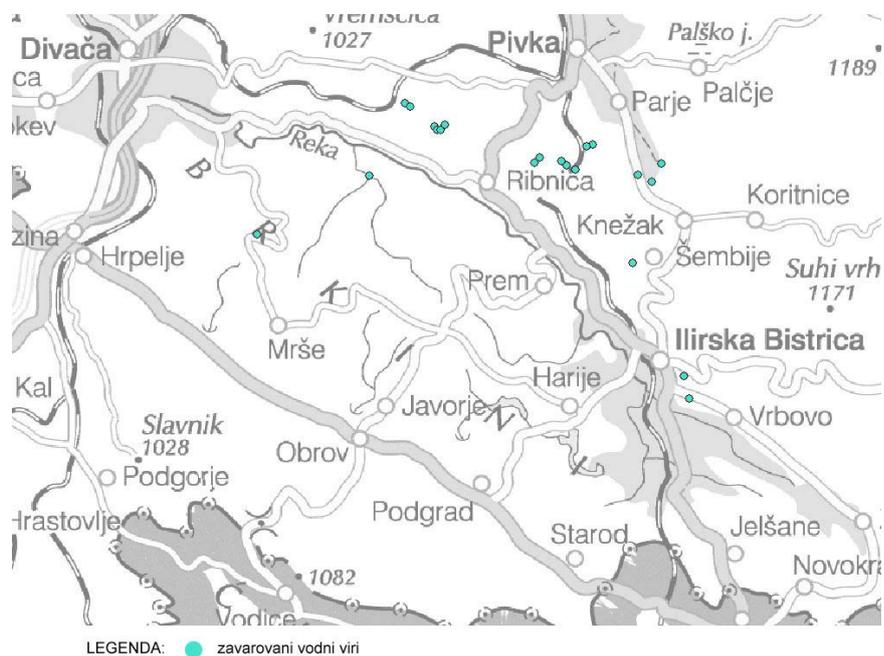 Vremščica
1027
Divača
Pivka
Palško j.
1189
Palčje
Parje
Reka
Ribnica
Koritnice
Knežak
Šembije
Hrpelje
Prem
Suhi vrh
1171
B R K I N I
Mrše
Ilirska Bistrica
Kal
Harije
Javorje
Vrbovo
Slavnik
1028
Obrov
Podgorje
Podgrad
Hrastovlje
Starod
Jelšane
1082
Novokra
Vodice
LEGENDA: zavarovani vodni viri